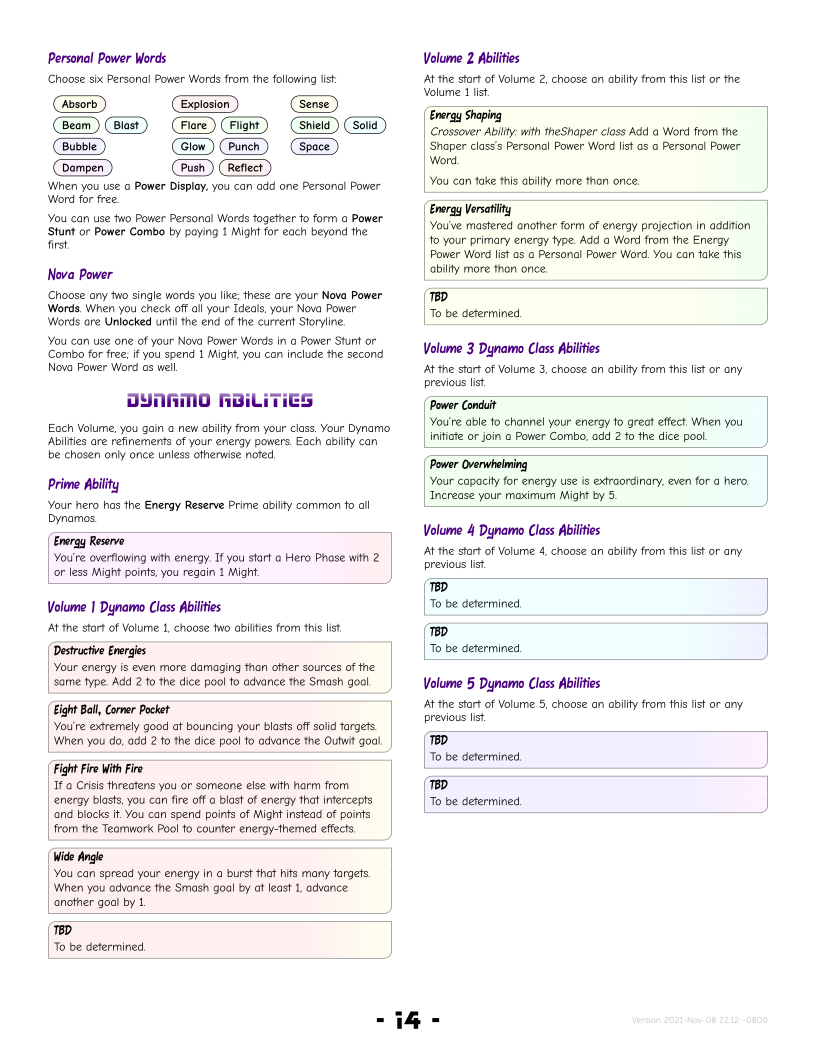 Personal Power Words
Choose six Personal Power Words from the following list:
Absorb
Beam Blast
Bubble
Dampen
Explosion
Flare Flight
Glow Punch
Push Reflect
Sense
Shield Solid
Space
When you use a Power Display, you can add one Personal Power
Word for free.
You can use two Power Personal Words together to form a Power
Stunt or Power Combo by paying 1 Might for each beyond the
first.
Nova Power
Choose any two single words you like; these are your Nova Power
Words. When you check off all your Ideals, your Nova Power
Words are Unlocked until the end of the current Storyline.
You can use one of your Nova Power Words in a Power Stunt or
Combo for free; if you spend 1 Might, you can include the second
Nova Power Word as well.
DYNAMO ABILITIES
Each Volume, you gain a new ability from your class. Your Dynamo
Abilities are refinements of your energy powers. Each ability can
be chosen only once unless otherwise noted.
Prime Ability
Your hero has the Energy Reserve Prime ability common to all
Dynamos.
Energy Reserve
You're overflowing with energy. If you start a Hero Phase with 2
or less Might points, you regain 1 Might.
Volume 1 Dynamo Class Abilities
At the start of Volume 1, choose two abilities from this list.
Destructive Energies
Your energy is even more damaging than other sources of the
same type. Add 2 to the dice pool to advance the Smash goal.
Eight Ball, Corner Pocket
You're extremely good at bouncing your blasts off solid targets.
When you do, add 2 to the dice pool to advance the Outwit goal.
Fight Fire With Fire
If a Crisis threatens you or someone else with harm from
energy blasts, you can fire off a blast of energy that intercepts
and blocks it. You can spend points of Might instead of points
from the Teamwork Pool to counter energy-themed effects.
Wide Angle
You can spread your energy in a burst that hits many targets.
When you advance the Smash goal by at least 1, advance
another goal by 1.
TBD
To be determined.
Volume 2 Abilities
At the start of Volume 2, choose an ability from this list or the
Volume 1 list.
Energy Shaping
Crossover Ability: with theShaper class Add a Word from the
Shaper class's Personal Power Word list as a Personal Power
Word.
You can take this ability more than once.
Energy Versatility
You've mastered another form of energy projection in addition
to your primary energy type. Add a Word from the Energy
Power Word list as a Personal Power Word. You can take this
ability more than once.
TBD
To be determined.
Volume 3 Dynamo Class Abilities
At the start of Volume 3, choose an ability from this list or any
previous list.
Power Conduit
You're able to channel your energy to great effect. When you
initiate or join a Power Combo, add 2 to the dice pool.
Power Overwhelming
Your capacity for energy use is extraordinary, even for a hero.
Increase your maximum Might by 5.
Volume 4 Dynamo Class Abilities
At the start of Volume 4, choose an ability from this list or any
previous list.
TBD
To be determined.
TBD
To be determined.
Volume 5 Dynamo Class Abilities
At the start of Volume 5, choose an ability from this list or any
previous list.
TBD
To be determined.
TBD
To be determined.
- 14 -
Version 2021-Nov-08 22:12 -0800